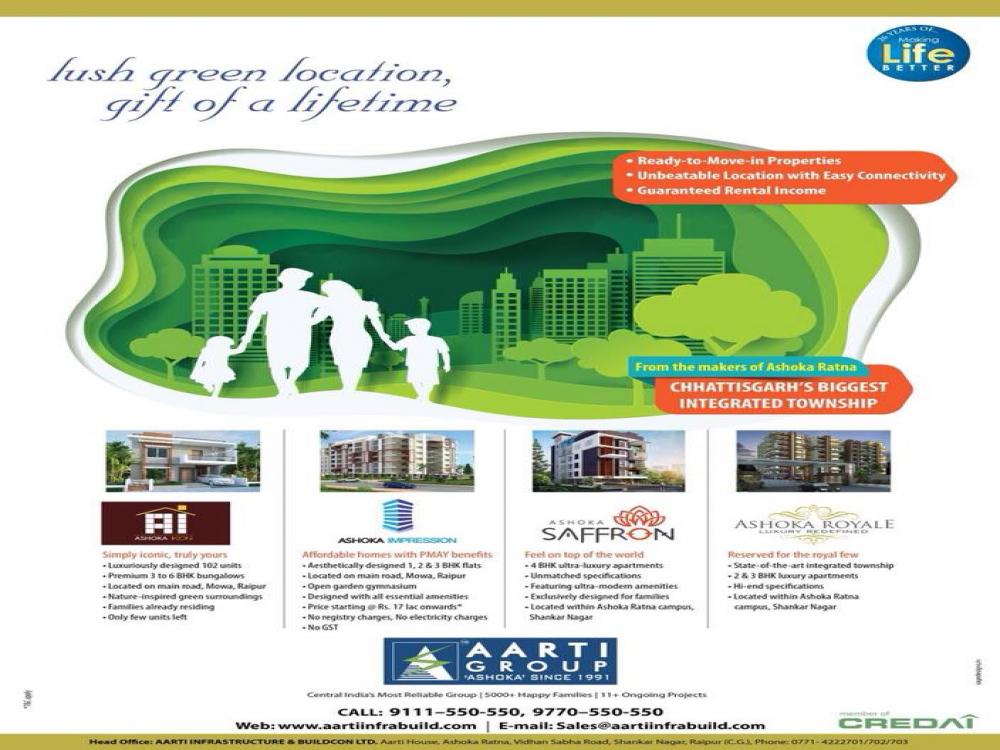 26 YEARS OF...
Making
Life
BETTER
lush green location,
gift of a lifetime
• Ready-to-Move-in Properties
• Unbeatable Location with Easy Connectivity
• Guaranteed Rental Income
From the makers of Ashoka Ratna
CHHATTISGARH'S BIGGEST
INTEGRATED TOWNSHIP
Ai
ASHOKA ICON
Simply iconic, truly yours
• Luxuriously designed 102 units
• Premium 3 to 6 BHK bungalows
• Located on main road, Mowa, Raipur
• Nature-inspired green surroundings
• Families already residing
• Only few units left
ASHOKA IMPRESSION
Affordable homes with PMAY benefits
• Aesthetically designed 1, 2 & 3 BHK flats
• Located on main road, Mowa, Raipur
• Open garden gymnasium
• Designed with all essential amenities
• Price starting @ Rs. 17 lac onwards*
• No registry charges, No electricity charges
• No GST
ASHOKA
SAFFRON
Feel on top of the world
• 4 BHK ultra-luxury apartments
• Unmatched specifications
• Featuring ultra-modern amenities
• Exclusively designed for families
• Located within Ashoka Ratna campus,
Shankar Nagar
ASHOKA ROYALE
LUXURY REDEFINED
Reserved for the royal few
• State-of-the-art integrated township
• 2 & 3 BHK luxury apartments
• Hi-end specifications
• Located within Ashoka Ratna
campus, Shankar Nagar
AARTI
GROUP
'ASHOKA' SINCE 1991
Central India's Most Reliable Group | 5000+ Happy Families | 11+ Ongoing Projects
CALL: 9111-550-550, 9770-550-550
Web: www.aartiinfrabuild.com | E-mail: Sales@aartiinfrabuild.com
member of
CREDAI
Head Office: AARTI INFRASTRUCTURE & BUILDCON LTD. Aarti House, Ashoka Ratna, Vidhan Sabha Road, Shankar Nagar, Raipur (C.G.), Phone: 0771- 4222701/702/703